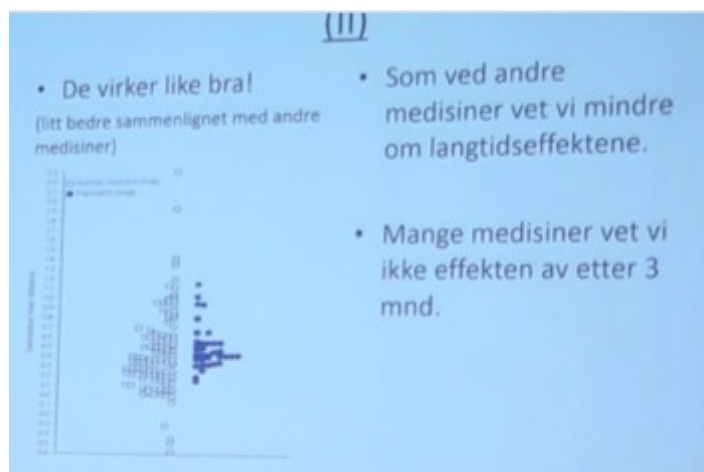 (II)
• De virker like bra!
(litt bedre sammenlignet med andre
medisiner)
• Som ved andre
medisiner vet vi mindre
om langtidseffektene.
• Mange medisiner vet vi
ikke effekten av etter 3
mnd.